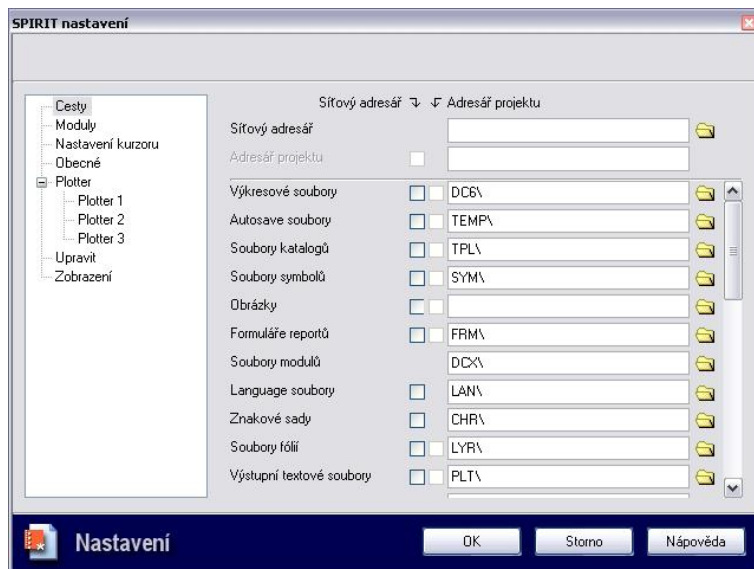 SPIRIT nastavení
Cesty
Moduly
Nastavení kurzoru
Obecné
Plotter
Plotter 1
Plotter 2
Plotter 3
Upravit
Zobrazení
Síťový adresář Adresář projektu
Síťový adresář
Adresář projektu
Výkresové soubory DC6\
Autosave soubory TEMP\
Soubory katalogů TPL\
Soubory symbolů SYM\
Obrázky
Formuláře reportů FRM\
Soubory modulů DCX\
Language soubory LAN\
Znakové sady CHR\
Soubory fólií LYR\
Výstupní textové soubory PLT\
Nastavení OK Storno Nápověda